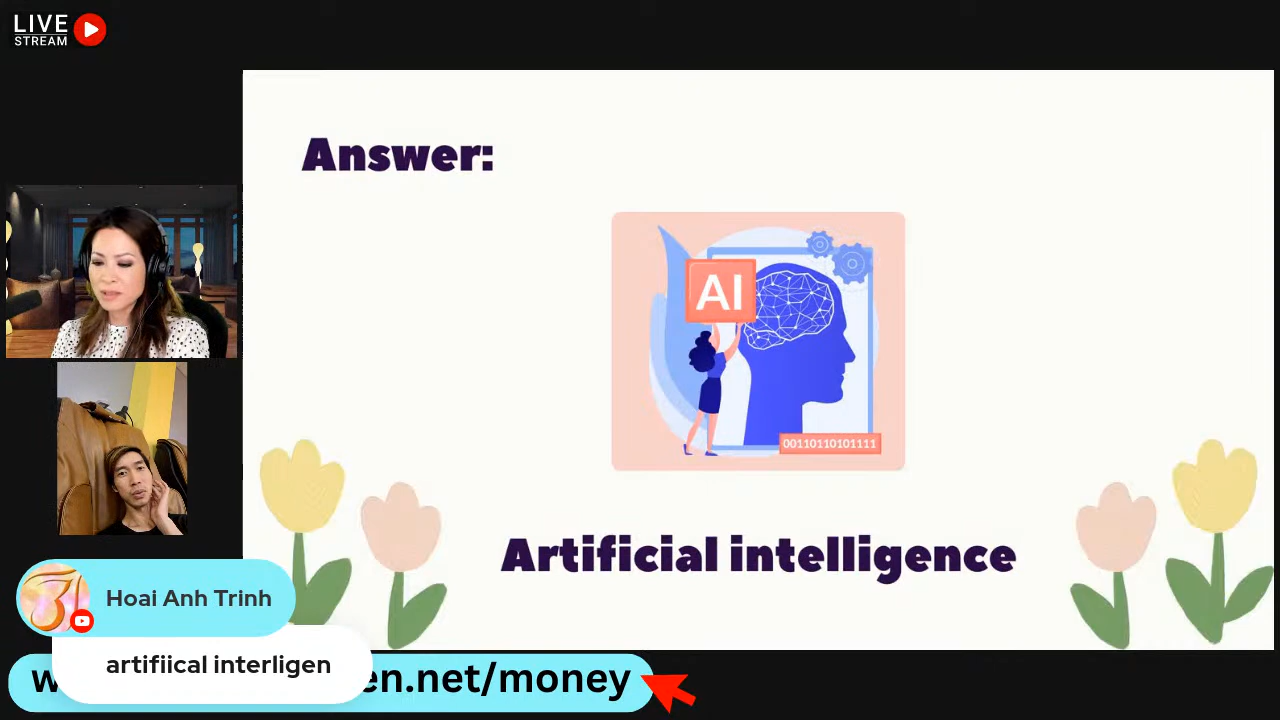 LIVE
STREAM
Answer:
AI
00110110101111
Artificial intelligence
Hoai Anh Trinh
artifiical interligen
en.net/money